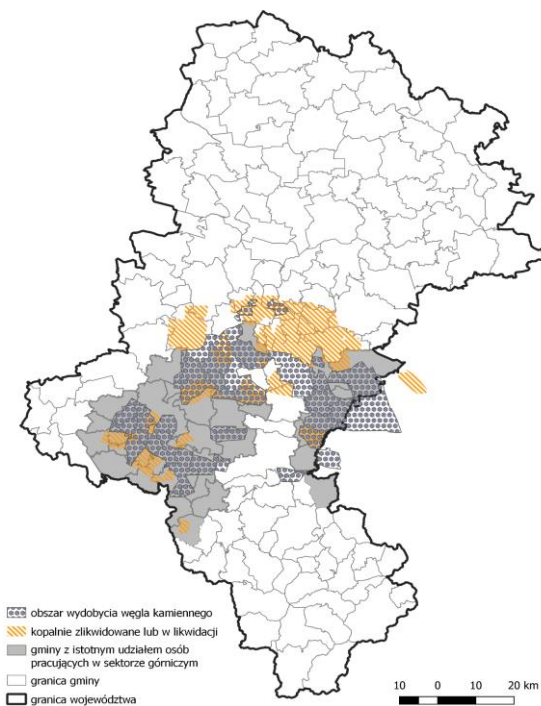 obszar wydobycia węgla kamiennego
kopalnie zlikwidowane lub w likwidacji
gminy z istotnym udziałem osób
pracujących w sektorze górniczym
granica gminy
granica województwa
10 0 10 20 km